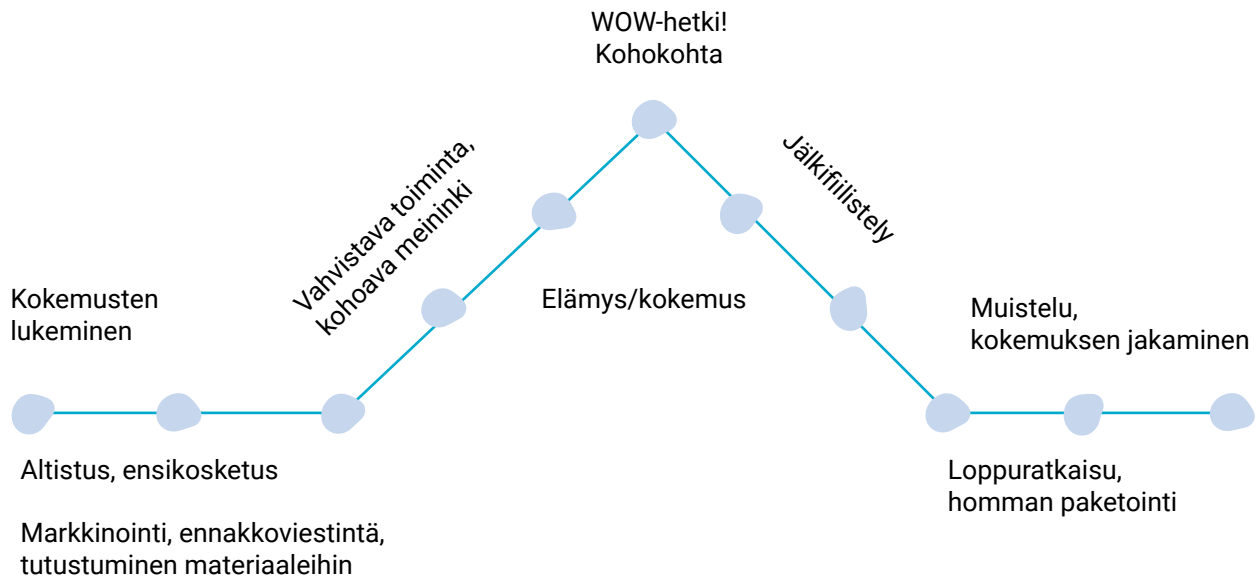 WOW-hetki!
Kohokohta
Vahvistava toiminta,
kohoava meininki
Jälkifiilistely
Kokemusten
lukeminen
Elämys/kokemus
Muistelu,
kokemuksen jakaminen
Altistus, ensikosketus
Markkinointi, ennakkoviestintä,
tutustuminen materiaaleihin
Loppuratkaisu,
homman paketointi